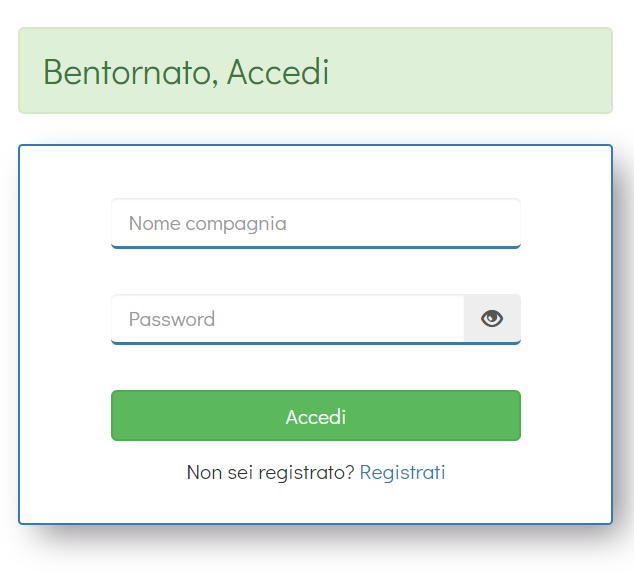 Bentornato, Accedi
Nome compagnia
Password
Accedi
Non sei registrato? Registrati